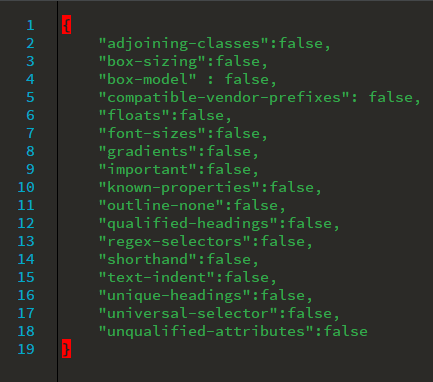 1 {
2 "adjoining-classes":false,
3 "box-sizing":false,
4 "box-model" : false,
5 "compatible-vendor-prefixes": false,
6 "floats":false,
7 "font-sizes":false,
8 "gradients":false,
9 "important":false,
10 "known-properties":false,
11 "outline-none":false,
12 "qualified-headings":false,
13 "regex-selectors":false,
14 "shorthand":false,
15 "text-indent":false,
16 "unique-headings":false,
17 "universal-selector":false,
18 "unqualified-attributes":false
19 }